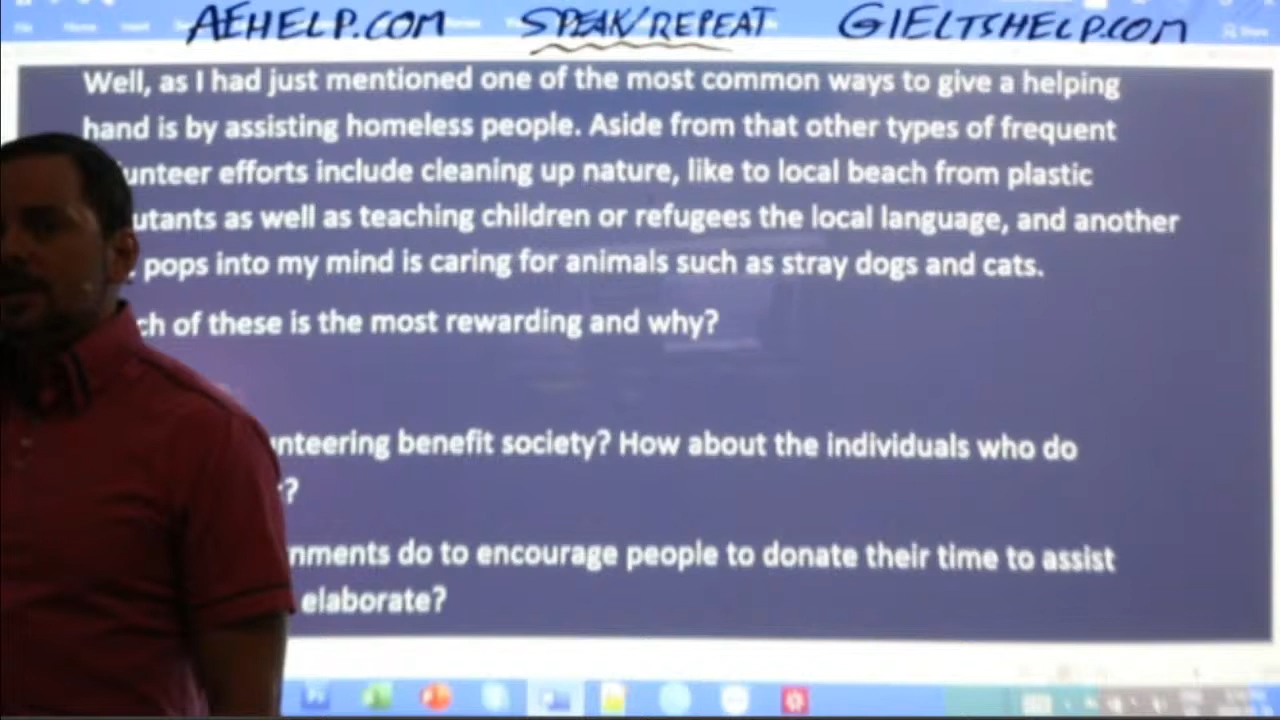 AEHELP.COM SPEAK/REPEAT GIELTSHELP.COM
Well, as I had just mentioned one of the most common ways to give a helping
hand is by assisting homeless people. Aside from that other types of frequent
unteer efforts include cleaning up nature, like to local beach from plastic
utants as well as teaching children or refugees the local language, and another
pops into my mind is caring for animals such as stray dogs and cats.
ch of these is the most rewarding and why?
nteering benefit society? How about the individuals who do
?
nments do to encourage people to donate their time to assist
elaborate?